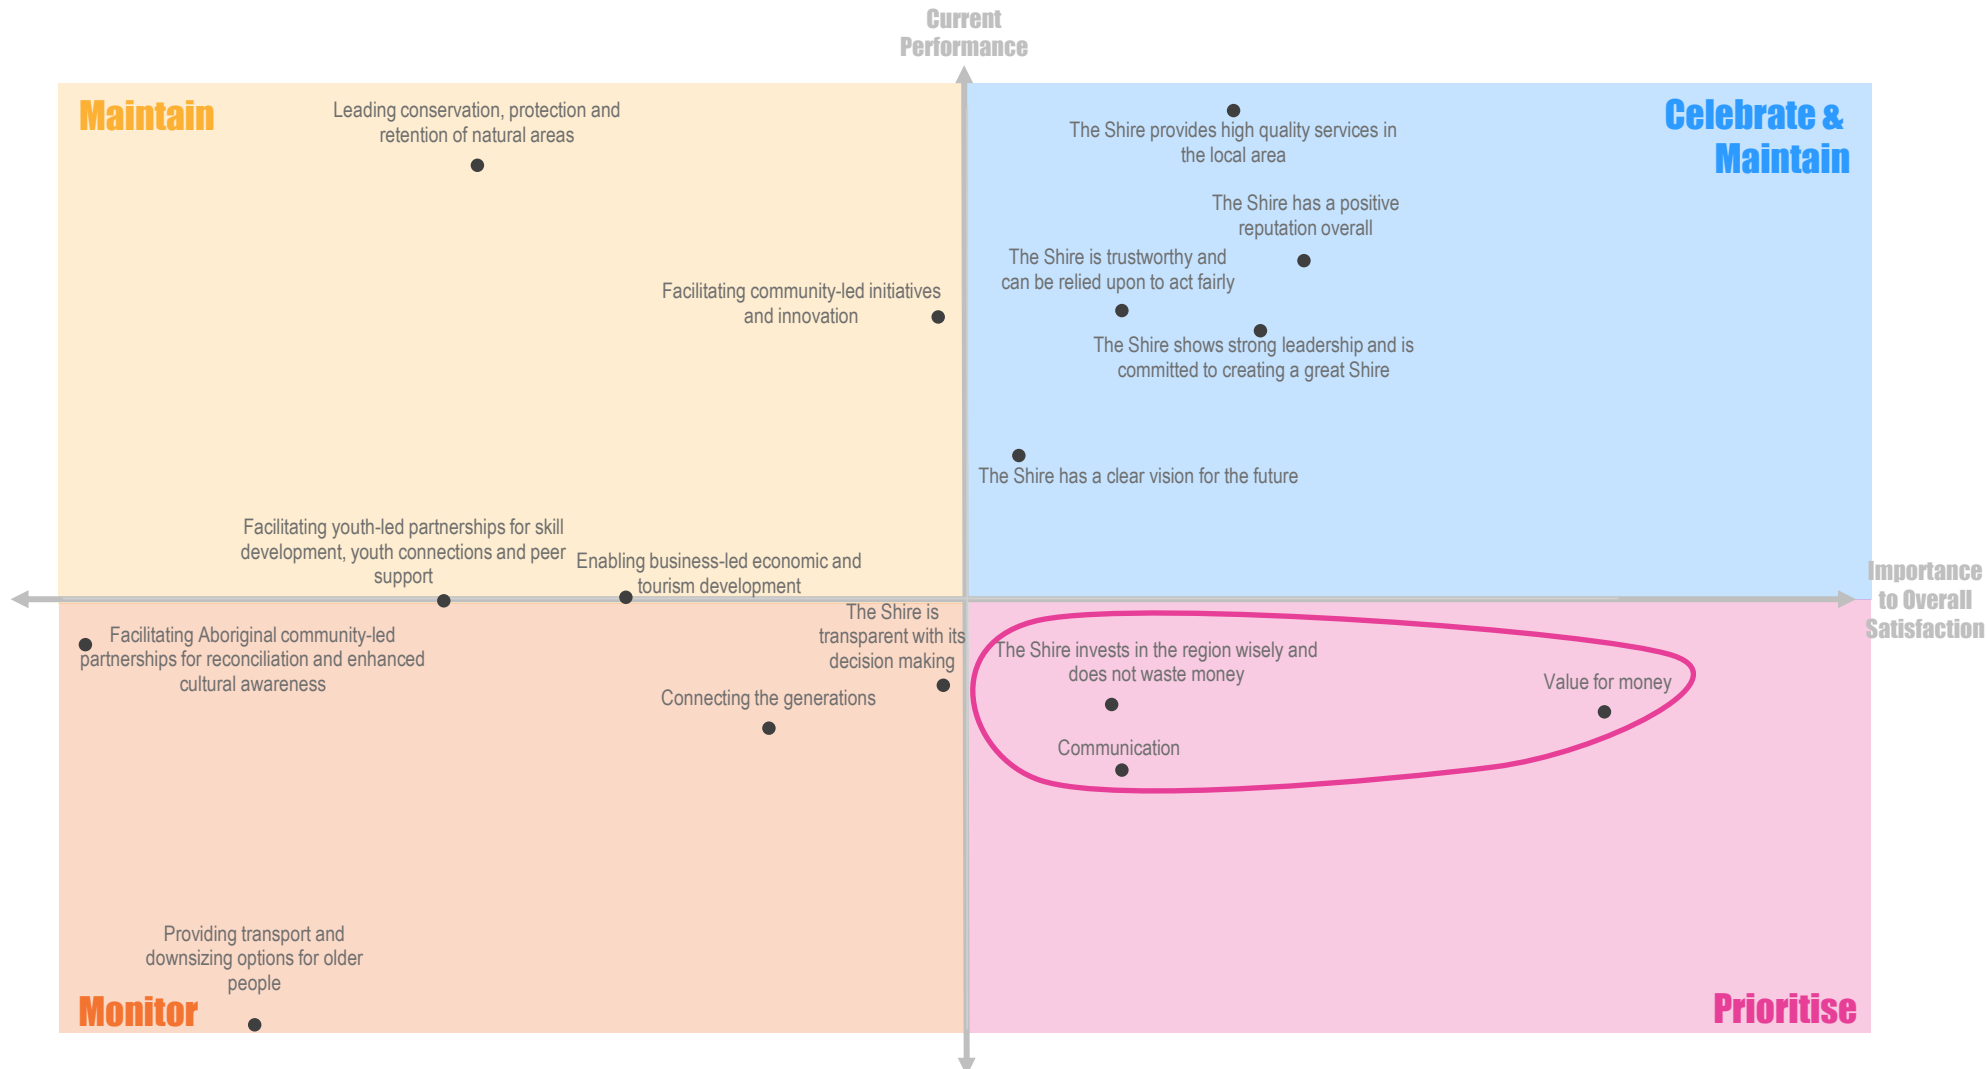 Current
Performance
Maintain
Leading conservation, protection and
retention of natural areas
Facilitating community-led initiatives
and innovation
Celebrate &
Maintain
The Shire provides high quality services in
the local area
The Shire has a positive
reputation overall
The Shire is trustworthy and
can be relied upon to act fairly
The Shire shows strong leadership and is
committed to creating a great Shire
The Shire has a clear vision for the future
Facilitating youth-led partnerships for skill
development, youth connections and peer
support
Enabling business-led economic and
tourism development
Importance
to Overall
Satisfaction
Facilitating Aboriginal community-led
partnerships for reconciliation and enhanced
cultural awareness
The Shire is
transparent with its
decision making
Connecting the generations
The Shire invests in the region wisely and
does not waste money
Value for money
Communication
Providing transport and
downsizing options for older
people
Monitor
Prioritise